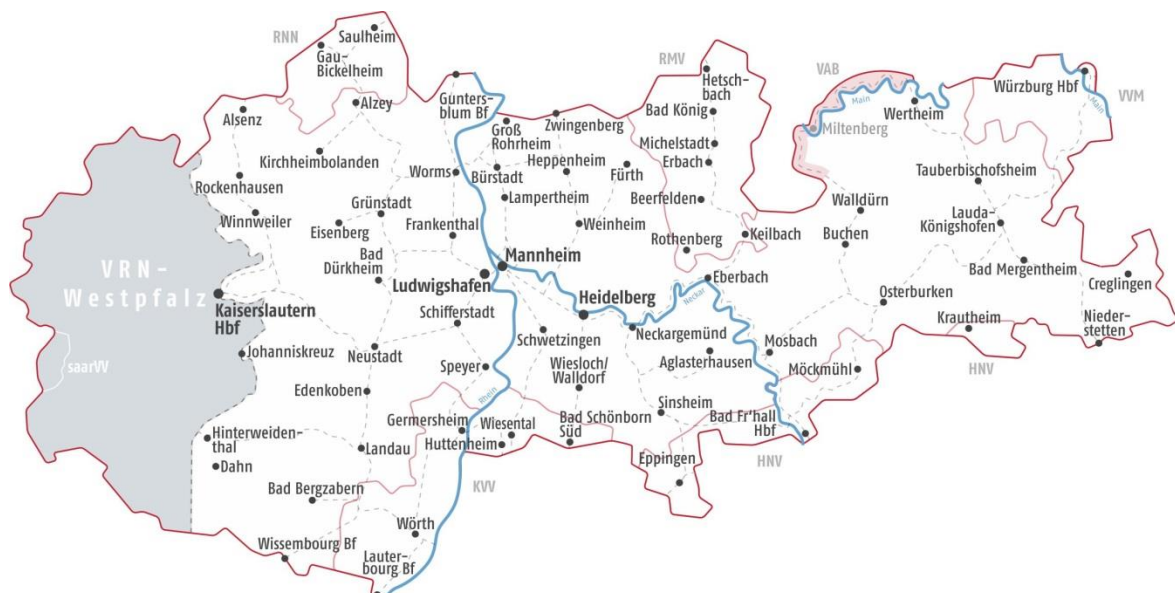 RNN
Saulheim
Gau-
Bickelheim
Alzey
Alsenz
Kirchheimbolanden
Rockenhausen
Winnweiler
Grünstadt
Eisenberg
Bad
Dürkheim
VRN-
Westpfalz
Kaiserslautern
Hbf
saarVV
Johanniskreuz
Neustadt
Edenkoben
Hinterweiden-
thal
Dahn
Landau
Bad Bergzabern
Wissembourg Bf
Wörth
Lauter-
bourg Bf
Günters-
blum Bf
Worms
Frankenthal
Ludwigshafen
Mannheim
Schifferstadt
Speyer
Germersheim
Huttenheim
Rhein
KVV
Groß
Rohrheim
Bürstadt
Lampertheim
Zwingenberg
Heppenheim
Fürth
Weinheim
Heidelberg
Schwetzingen
Wiesloch/
Walldorf
Wiesental
Bad Schönborn
Süd
RMV
Hetsch-
bach
Bad König
Michelstadt
Erbach
Beerfelden
Rothenberg
Keilbach
Eberbach
Neckar
Neckargemünd
Aglasterhausen
Sinsheim
Eppingen
Mosbach
Möckmühl
Bad Fr'hall
Hbf
HNV
VAB
Main
Miltenberg
Wertheim
Würzburg Hbf
Main
VVM
Tauberbischofsheim
Walldürn
Buchen
Lauda-
Königshofen
Bad Mergentheim
Osterburken
Krautheim
HNV
Creglingen
Nieder-
stetten